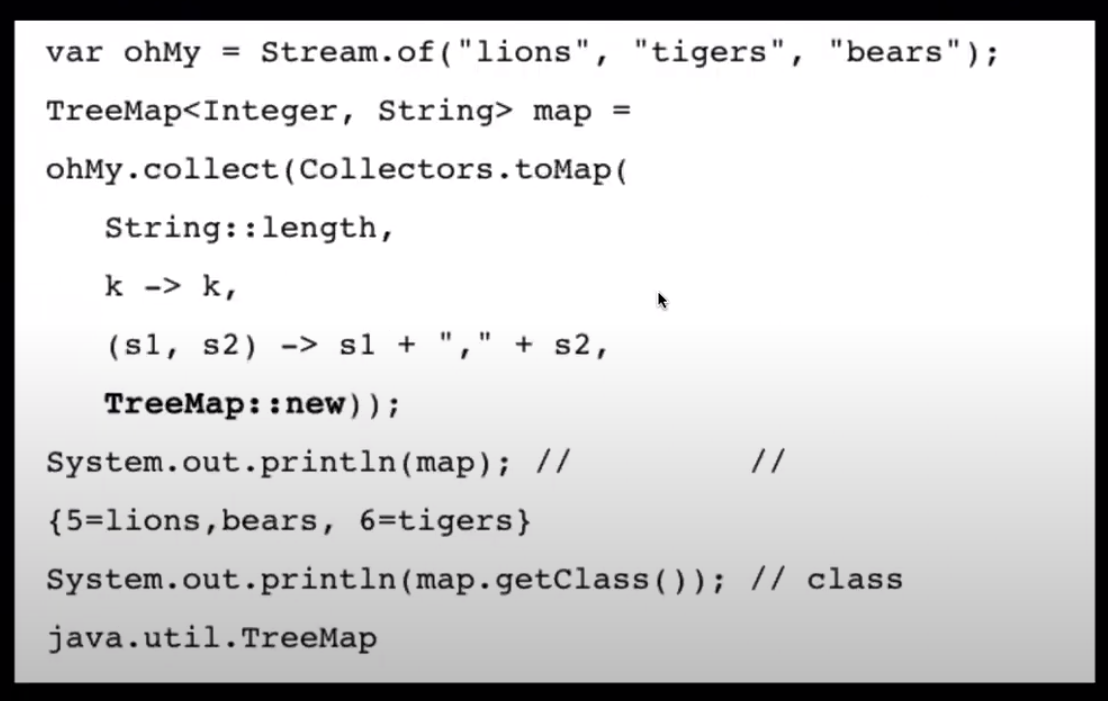 var ohMy = Stream.of("lions", "tigers", "bears");
TreeMap<Integer, String> map =
ohMy.collect(Collectors.toMap(
String::length,
k -> k,
(s1, s2) -> s1 + "," + s2,
TreeMap::new));
System.out.println(map); // //
{5=lions,bears, 6=tigers}
System.out.println(map.getClass()); // class
java.util.TreeMap